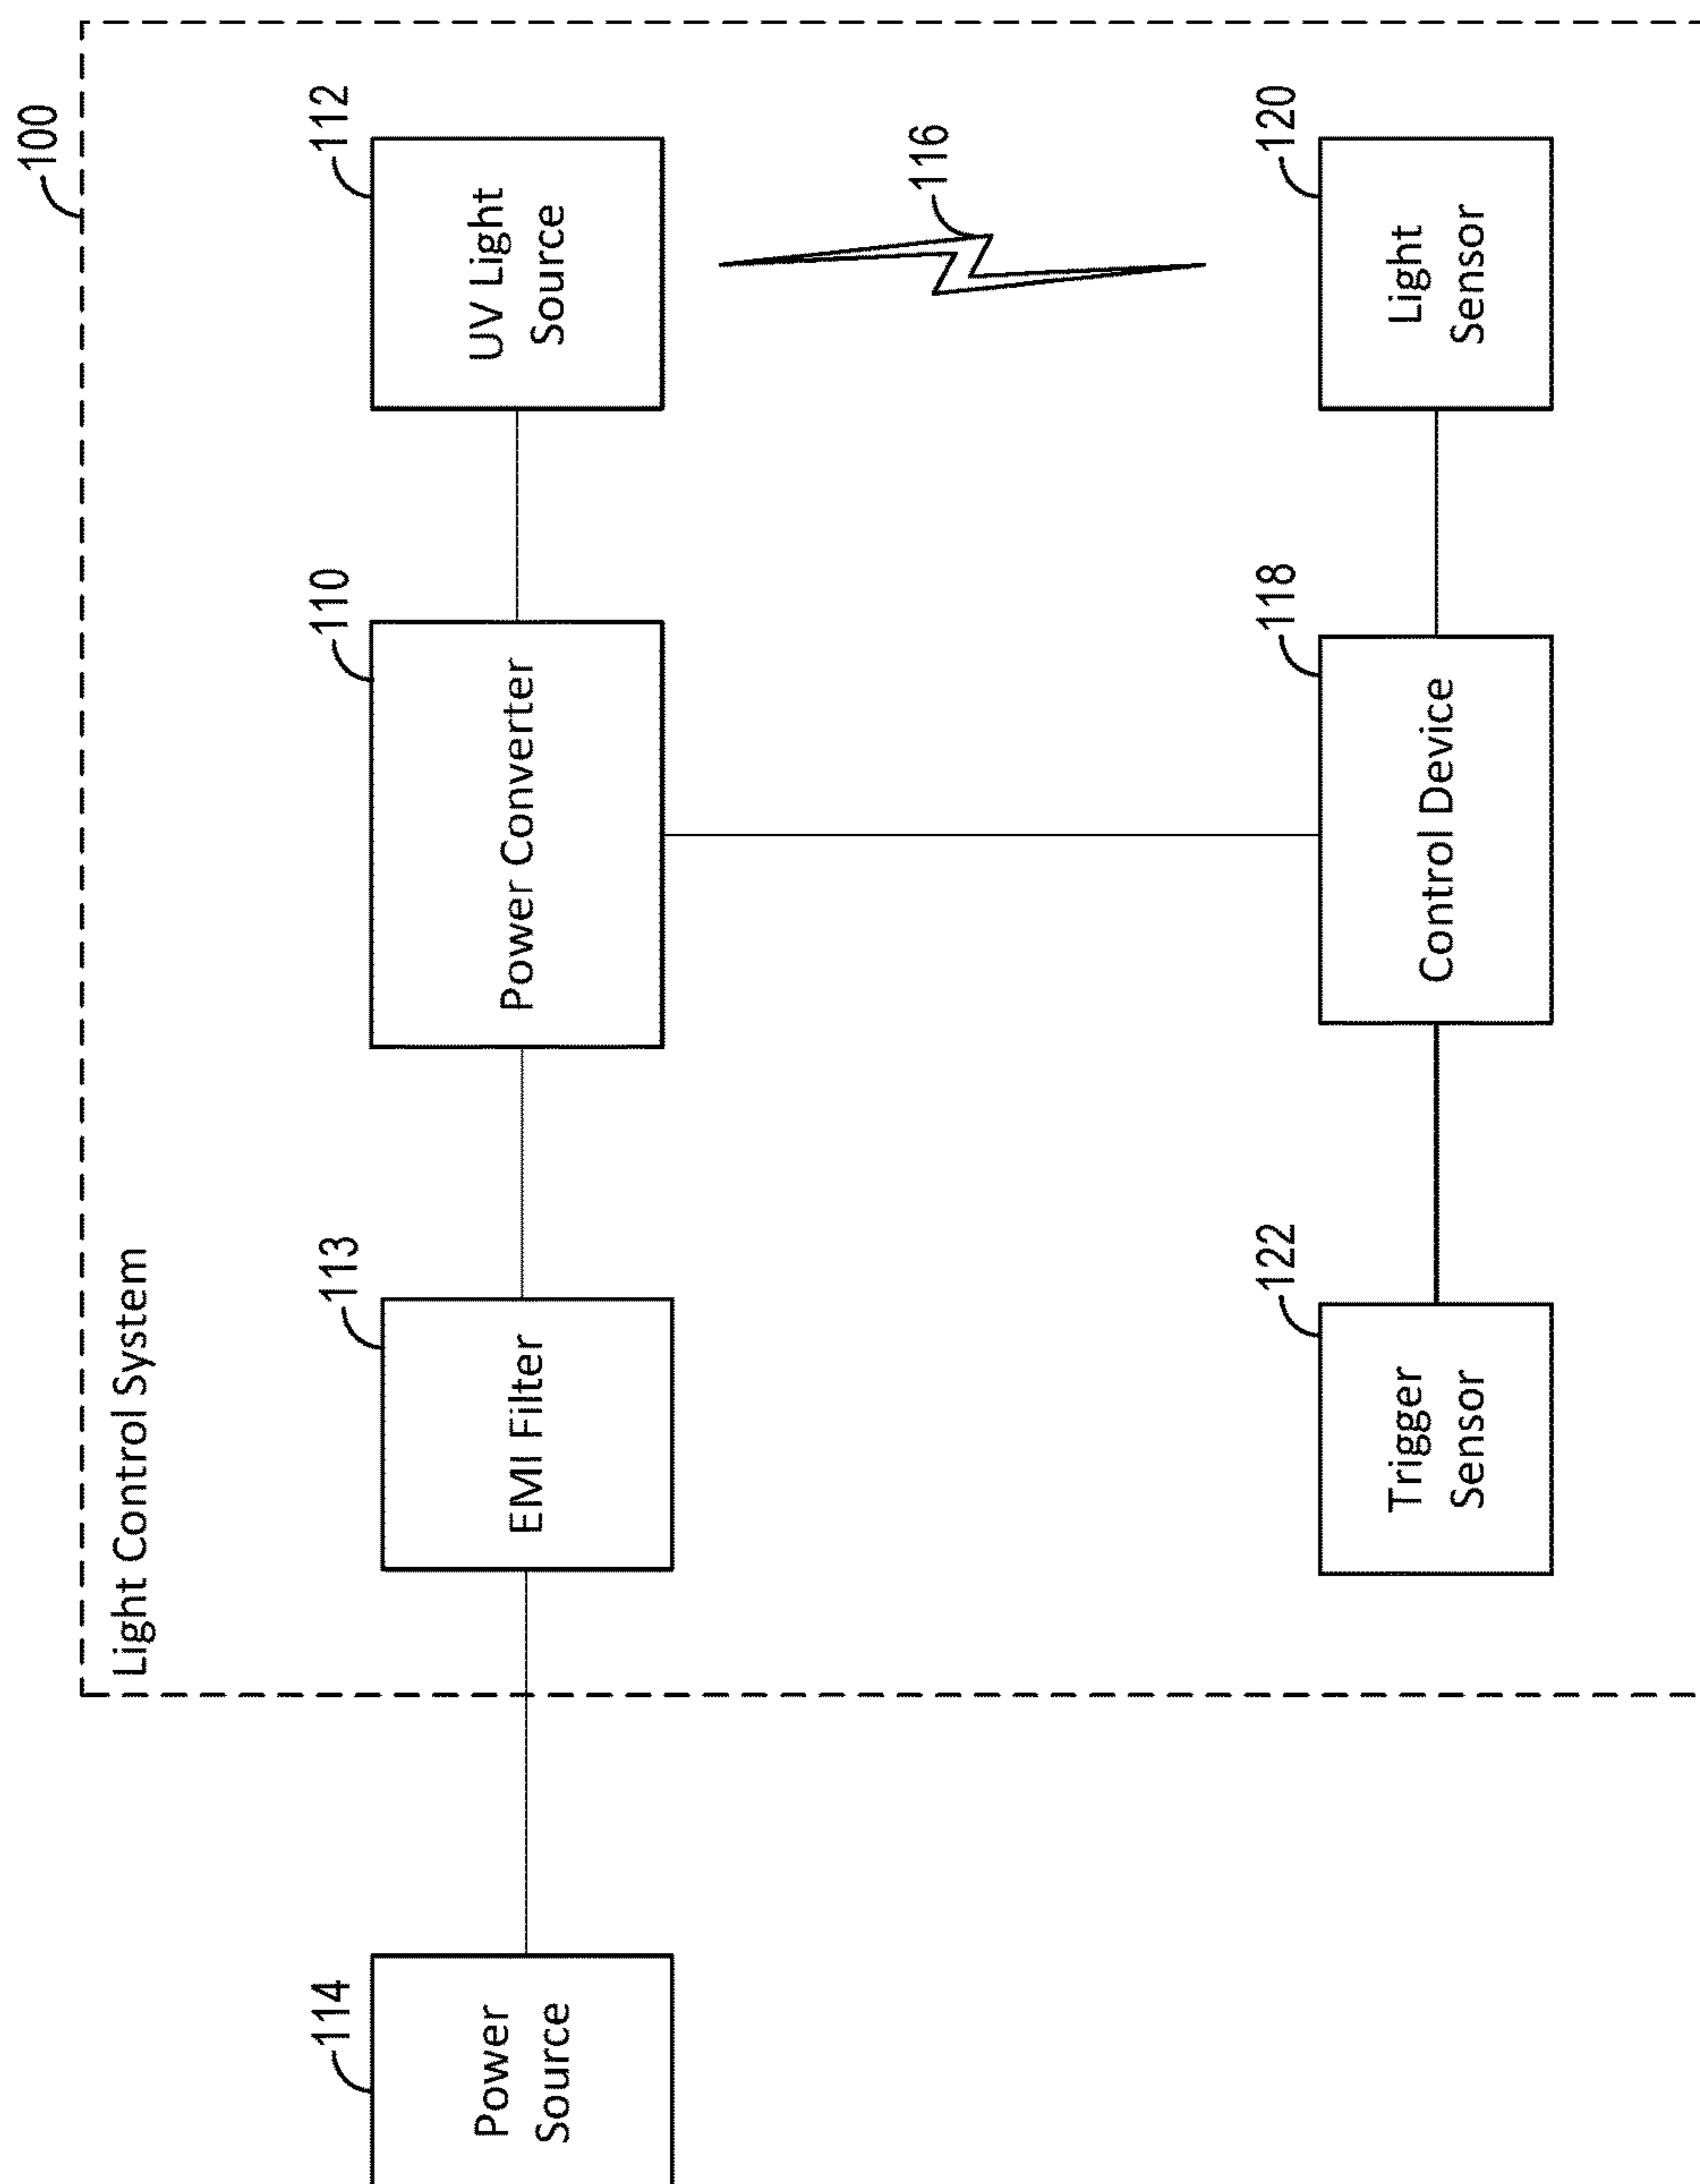 100
Light Control System
114
Power
Source
113
EMI Filter
110
Power Converter
112
UV Light
Source
116
122
Trigger
Sensor
118
Control Device
120
Light
Sensor